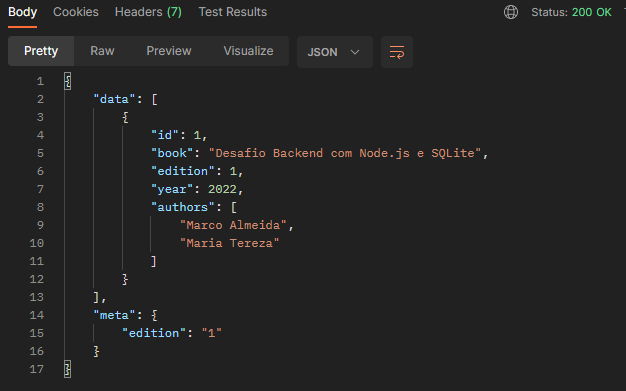 Body Cookies Headers (7) Test Results Status: 200 OK
Pretty Raw Preview Visualize JSON
1 {
2 "data": [
3 {
4 "id": 1,
5 "book": "Desafio Backend com Node.js e SQLite",
6 "edition": 1,
7 "year": 2022,
8 "authors": [
9 "Marco Almeida",
10 "Maria Tereza"
11 ]
12 }
13 ],
14 "meta": {
15 "edition": "1"
16 }
17 }